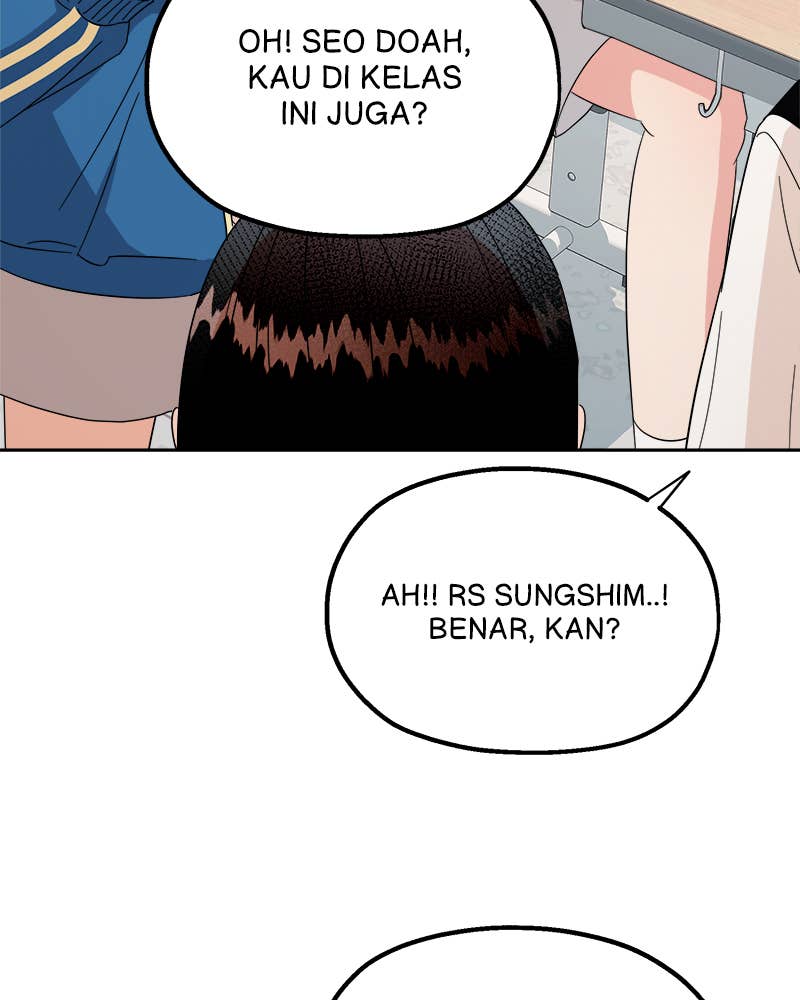 OH! SEO DOAH,
KAU DI KELAS
INI JUGA?
AH!! RS SUNGSHIM..!
BENAR, KAN?